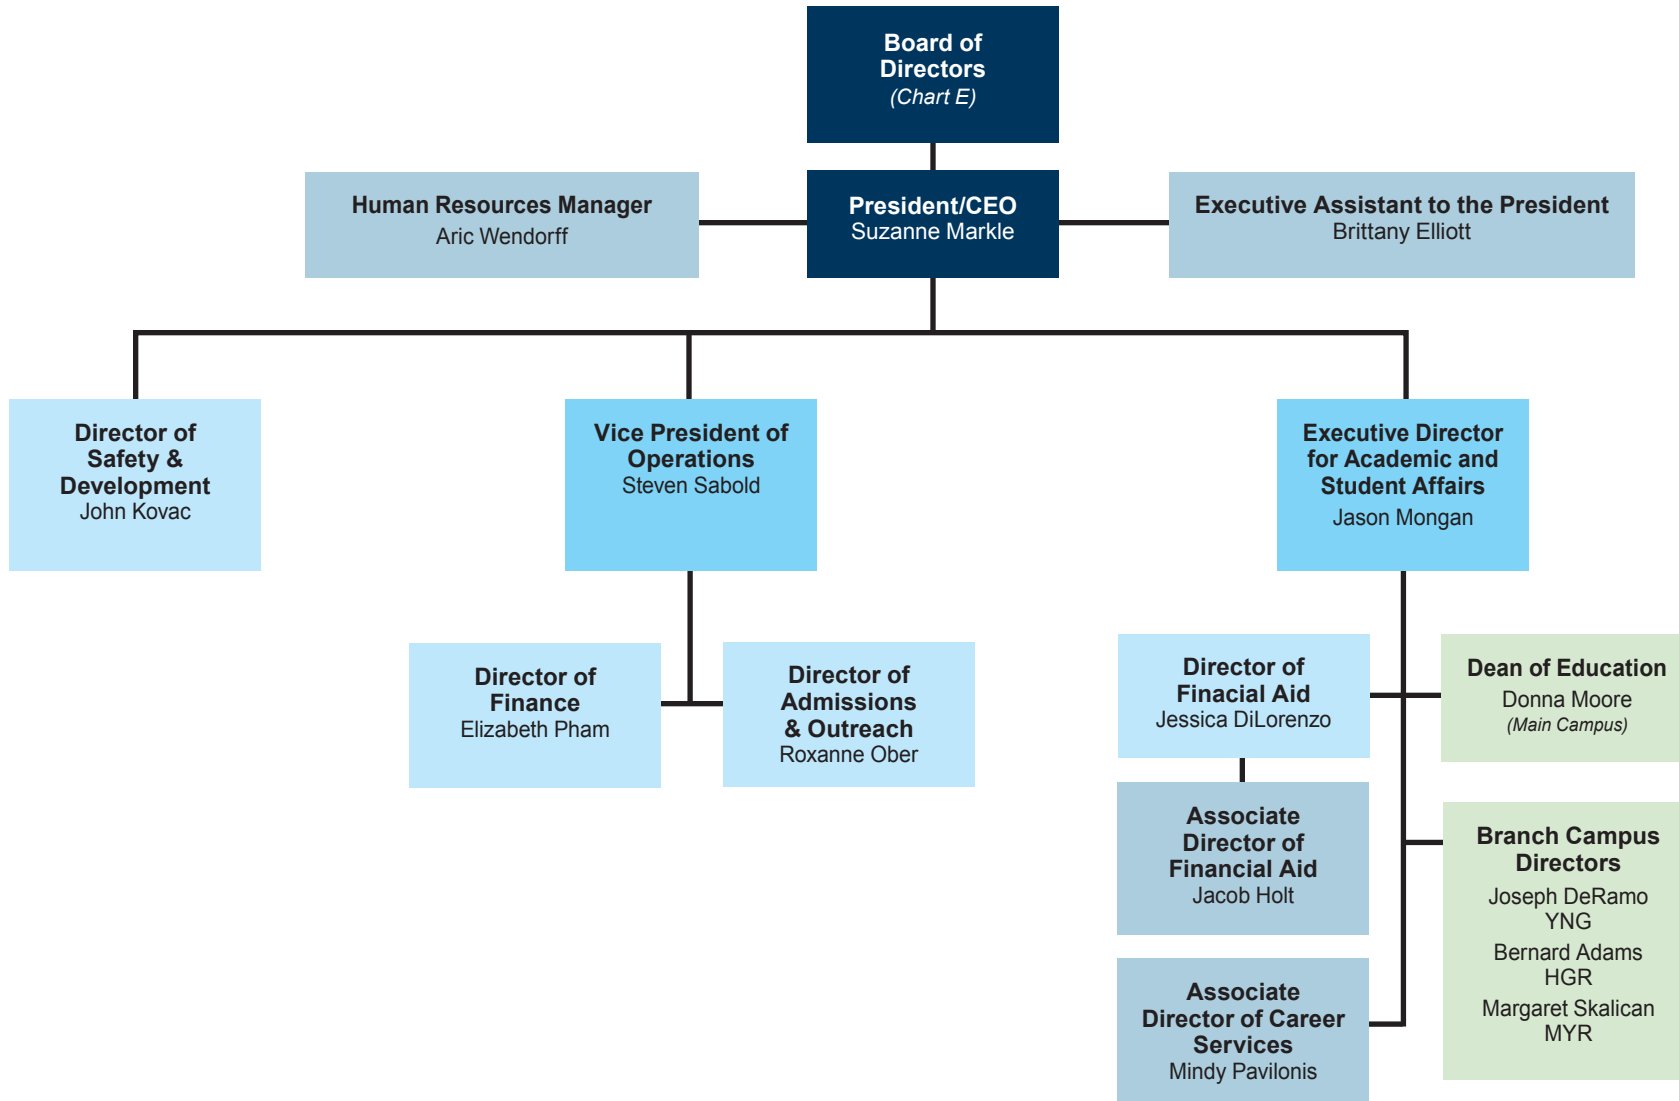 Board of
Directors
(Chart E)
Human Resources Manager
Aric Wendorff
President/CEO
Suzanne Markle
Executive Assistant to the President
Brittany Elliott
Director of
Safety &
Development
John Kovac
Vice President of
Operations
Steven Sabold
Executive Director
for Academic and
Student Affairs
Jason Mongan
Director of
Finance
Elizabeth Pham
Director of
Admissions
& Outreach
Roxanne Ober
Director of
Finacial Aid
Jessica DiLorenzo
Dean of Education
Donna Moore
(Main Campus)
Associate
Director of
Financial Aid
Jacob Holt
Branch Campus
Directors
Joseph DeRamo
YNG
Bernard Adams
HGR
Margaret Skalican
MYR
Associate
Director of Career
Services
Mindy Pavilonis